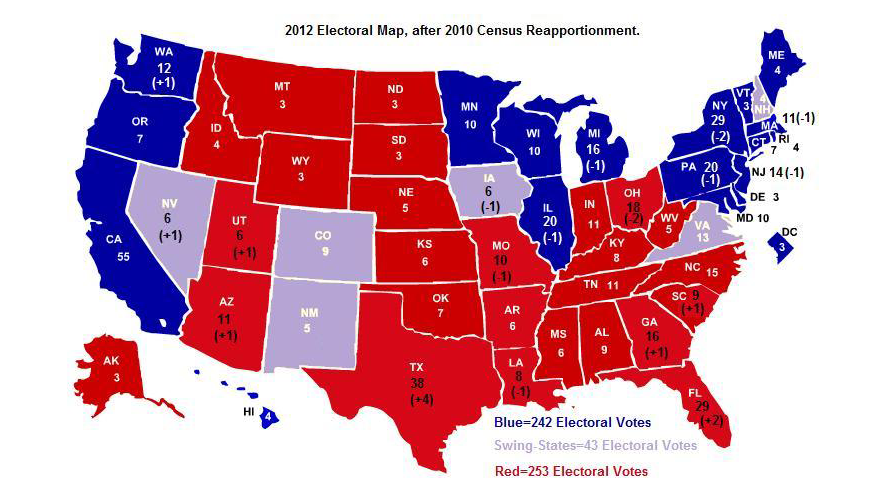 2012 Electoral Map, after 2010 Census Reapportionment.
WA
12
(+1)
OR
7
CA
55
NV
6
(+1)
ID
4
MT
3
WY
3
UT
6
(+1)
AZ
11
(+1)
CO
9
NM
5
ND
3
SD
3
NE
5
KS
6
OK
7
TX
38
(+4)
MN
10
IA
6
(-1)
MO
10
(-1)
AR
6
LA
8
(-1)
WI
10
IL
20
(-1)
MI
16
(-1)
IN
11
OH
18
(-2)
KY
8
TN 11
MS
6
AL
9
GA
16
(+1)
FL
29
(+2)
SC 9
(+1)
NC 15
VA
13
WV
5
PA 20
(-1)
NY
29
(-2)
VT
3
4
NH
ME
4
11(-1)
MA
RI 4
CT 7
NJ 14 (-1)
DE 3
MD 10
DC
3
AK
3
HI 4
Blue=242 Electoral Votes
Swing-States=43 Electoral Votes
Red=253 Electoral Votes